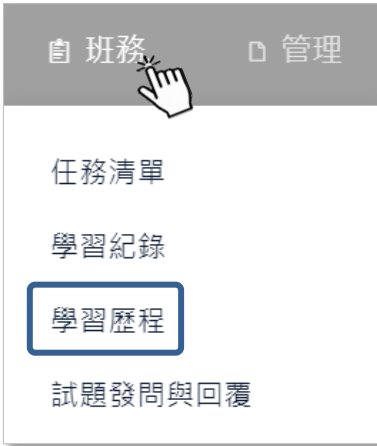 班務 管理
任務清單
學習紀錄
學習歷程
試題發問與回覆